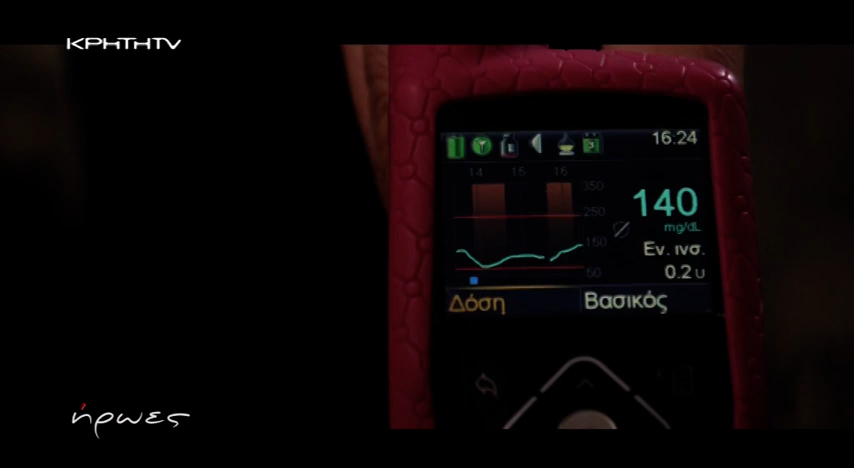 ΚΡΗΤΗTV
16:24
14 15 16
350
250
150
50
140
mg/dL
Εν. ινσ.
0.2 U
Δόση
Βασικός
ήρωες